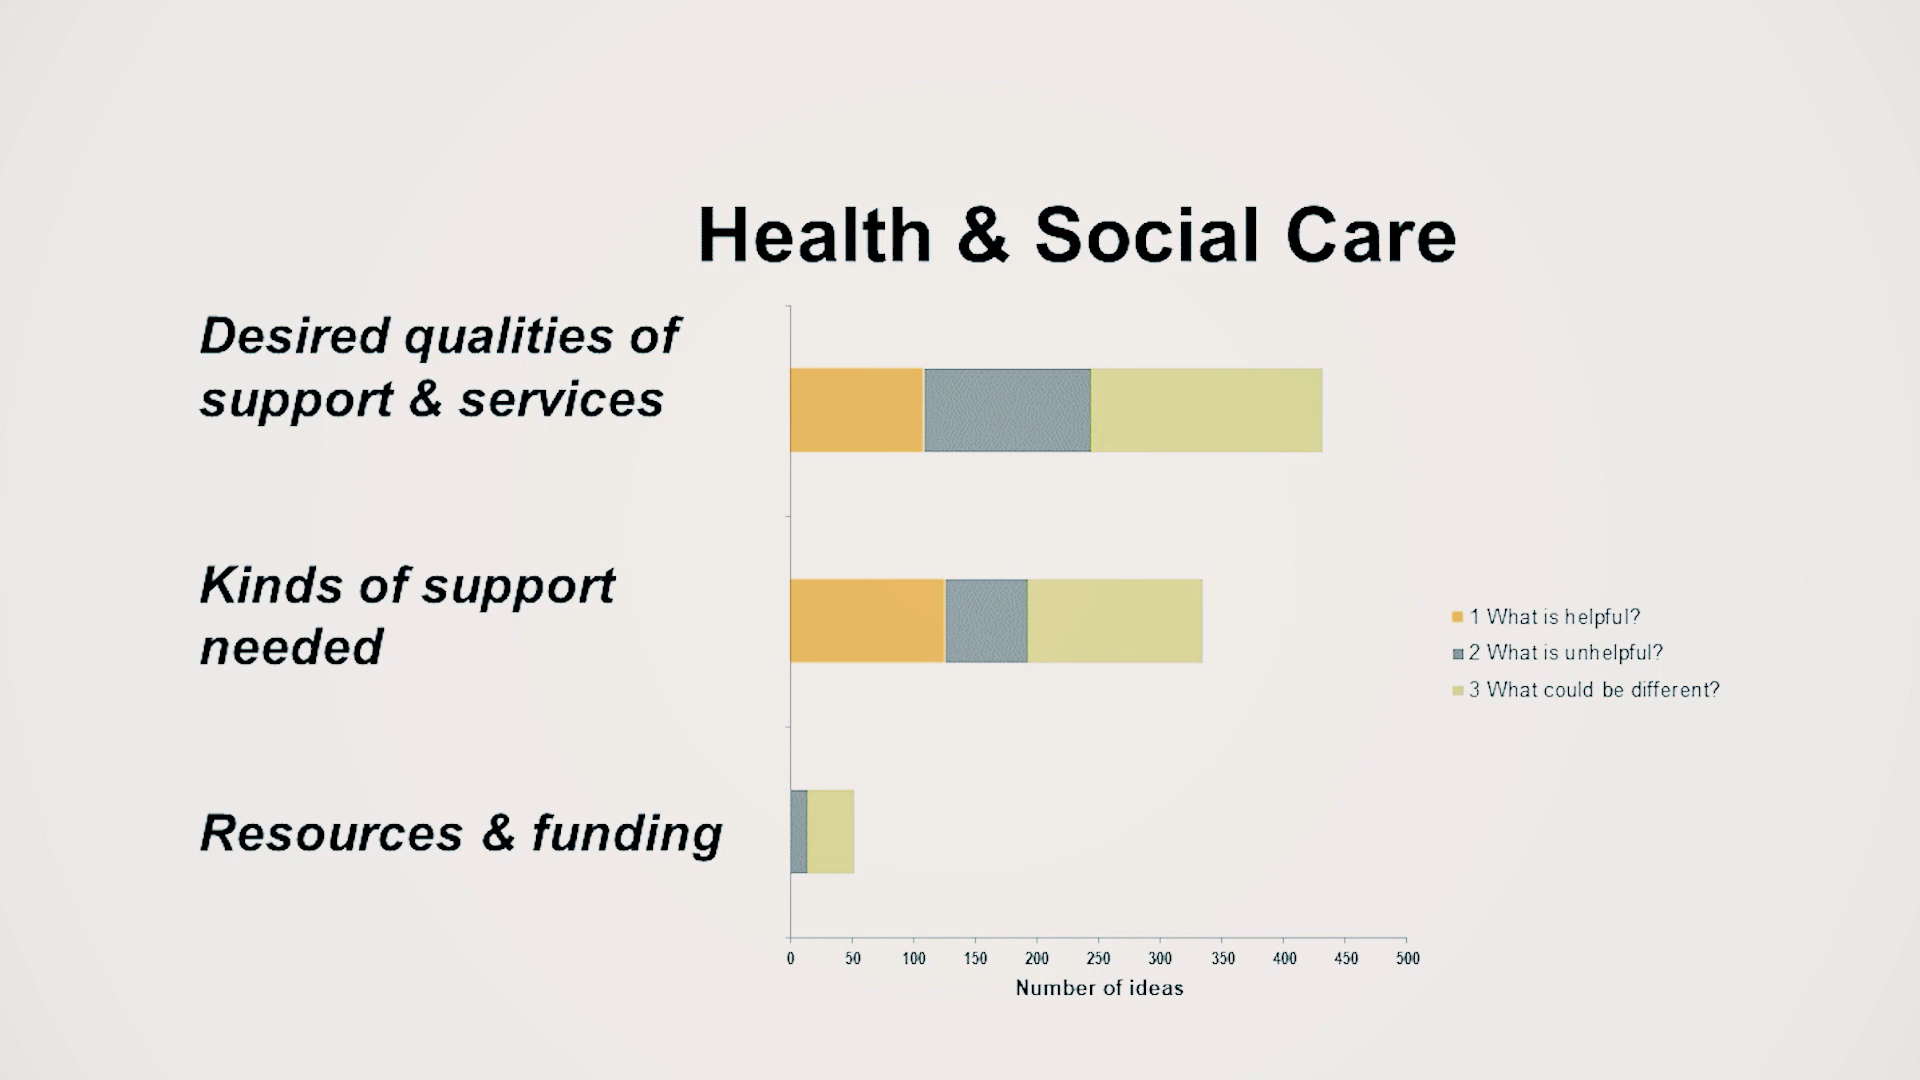 Health & Social Care
Desired qualities of
support & services
Kinds of support
needed
1 What is helpful?
2 What is unhelpful?
3 What could be different?
Resources & funding
0 50 100 150 200 250 300 350 400 450 500
Number of ideas